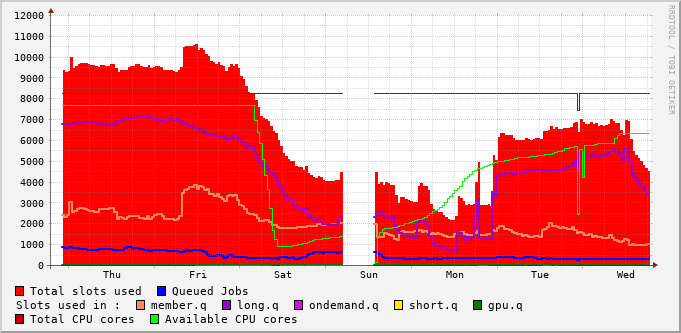 12000
11000
10000
9000
8000
7000
6000
5000
4000
3000
2000
1000
0
Thu Fri Sat Sun Mon Tue Wed
RRDTOOL / TOBI OETIKER
Total slots used Queued Jobs
Slots used in : member.q long.q ondemand.q short.q gpu.q
Total CPU cores Available CPU cores